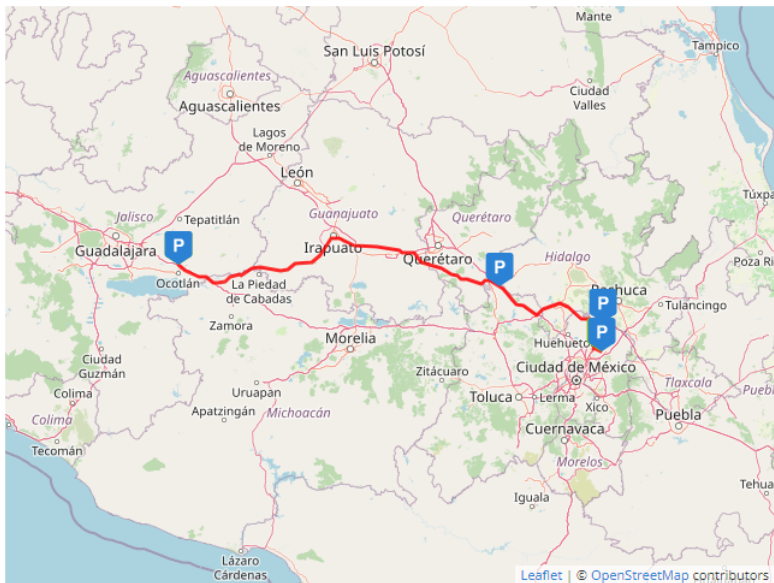 Mante
San Luis Potosí
Tampico
Aguascalientes
Ciudad
Valles
Aguascalientes
Lagos
de Moreno
León
Túxpa
Jalisco
Tepatitlán
Guanajuato
Querétaro
P
Guadalajara
Irapuato
Querétaro
Hidalgo
Poza Ri
Ocotlán
P
La Piedad
de Cabadas
Pachuca
P
Tulancingo
Zamora
P
Morelia
Huehueto
Ciudad
Guzmán
Zitácuaro
Ciudad de México
Uruapan
Tlaxcala
Colima
Toluca
Lerma
Xico
Pueb
Apatzingán
Michoacán
Puebla
Colima
Cuernavaca
Tecomán
Morelos
Tehua
Iguala
Lázaro
Cárdenas
Leaflet | © OpenStreetMap contributors